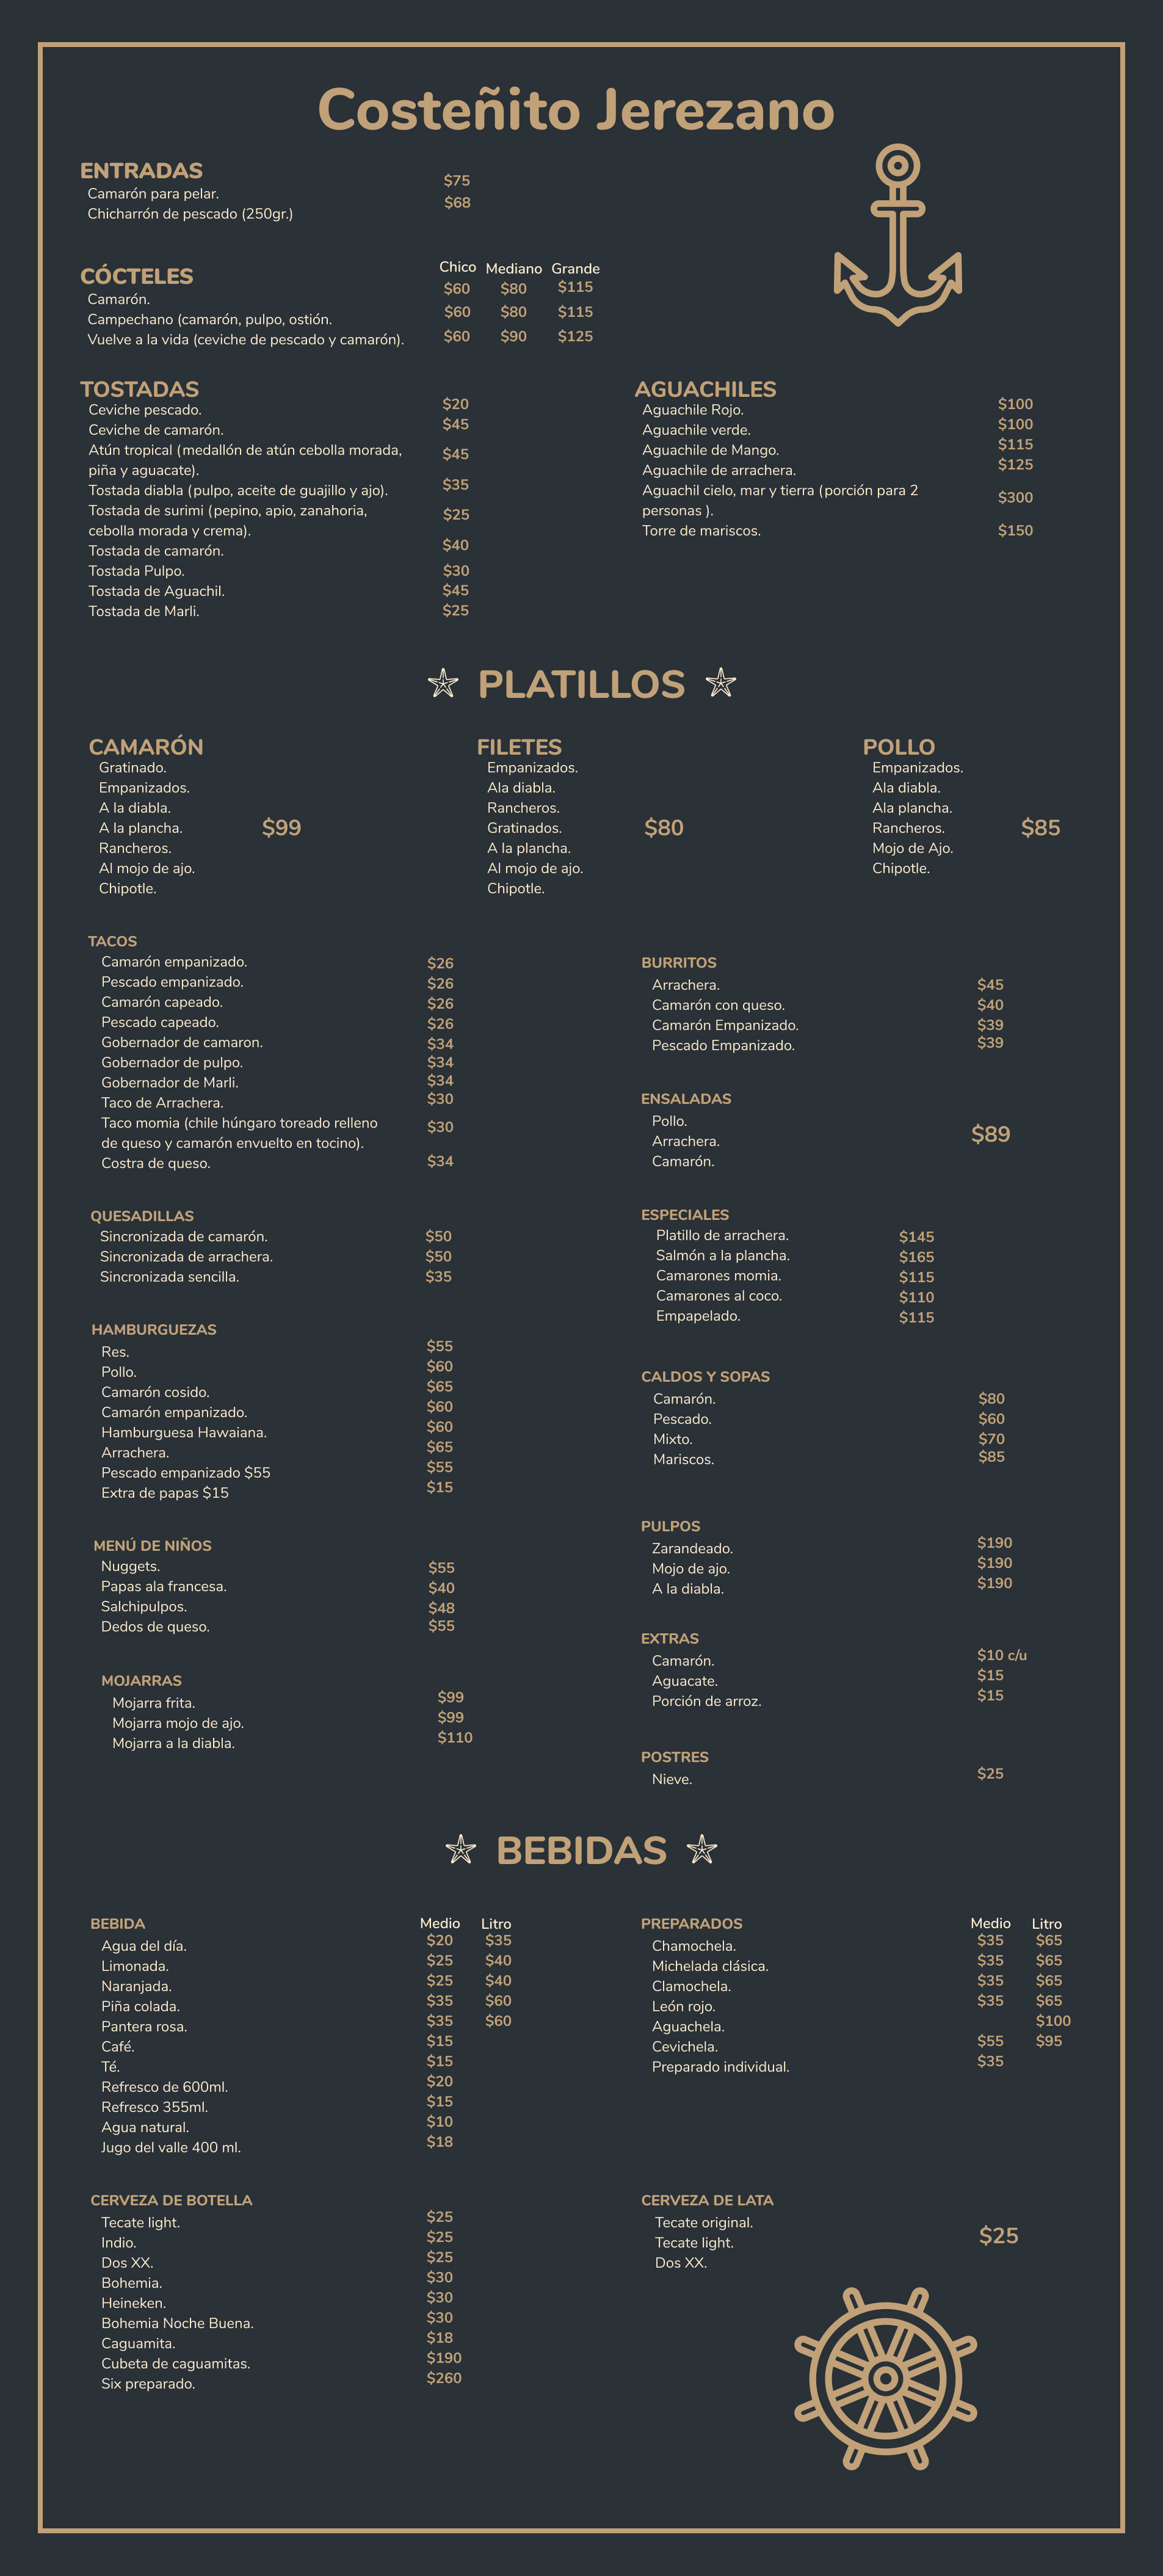 Costeñito Jerezano
ENTRADAS
Camarón para pelar. $75
Chicharrón de pescado (250gr.) $68
CÓCTELES Chico Mediano Grande
Camarón. $60 $80 $115
Campechano (camarón, pulpo, ostión. $60 $80 $115
Vuelve a la vida (ceviche de pescado y camarón). $60 $90 $125
TOSTADAS
Ceviche pescado. $20
Ceviche de camarón. $45
Atún tropical (medallón de atún cebolla morada,
piña y aguacate). $45
Tostada diabla (pulpo, aceite de guajillo y ajo). $35
Tostada de surimi (pepino, apio, zanahoria,
cebolla morada y crema). $25
Tostada de camarón. $40
Tostada Pulpo. $30
Tostada de Aguachil. $45
Tostada de Marli. $25
AGUACHILES
Aguachile Rojo. $100
Aguachile verde. $100
Aguachile de Mango. $115
Aguachile de arrachera. $125
Aguachil cielo, mar y tierra (porción para 2
personas ). $300
Torre de mariscos. $150
PLATILLOS
CAMARÓN
Gratinado.
Empanizados.
A la diabla.
A la plancha. $99
Rancheros.
Al mojo de ajo.
Chipotle.
FILETES
Empanizados.
Ala diabla.
Rancheros.
Gratinados. $80
A la plancha.
Al mojo de ajo.
Chipotle.
POLLO
Empanizados.
Ala diabla.
Ala plancha.
Rancheros. $85
Mojo de Ajo.
Chipotle.
TACOS
Camarón empanizado. $26
Pescado empanizado. $26
Camarón capeado. $26
Pescado capeado. $26
Gobernador de camaron. $34
Gobernador de pulpo. $34
Gobernador de Marli. $34
Taco de Arrachera. $30
Taco momia (chile húngaro toreado relleno
de queso y camarón envuelto en tocino). $30
Costra de queso. $34
QUESADILLAS
Sincronizada de camarón. $50
Sincronizada de arrachera. $50
Sincronizada sencilla. $35
HAMBURGUEZAS
Res. $55
Pollo. $60
Camarón cosido. $65
Camarón empanizado. $60
Hamburguesa Hawaiana. $60
Arrachera. $65
Pescado empanizado $55 $55
Extra de papas $15 $15
MENÚ DE NIÑOS
Nuggets. $55
Papas ala francesa. $40
Salchipulpos. $48
Dedos de queso. $55
MOJARRAS
Mojarra frita. $99
Mojarra mojo de ajo. $99
Mojarra a la diabla. $110
BURRITOS
Arrachera. $45
Camarón con queso. $40
Camarón Empanizado. $39
Pescado Empanizado. $39
ENSALADAS
Pollo.
Arrachera. $89
Camarón.
ESPECIALES
Platillo de arrachera. $145
Salmón a la plancha. $165
Camarones momia. $115
Camarones al coco. $110
Empapelado. $115
CALDOS Y SOPAS
Camarón. $80
Pescado. $60
Mixto. $70
Mariscos. $85
PULPOS
Zarandeado. $190
Mojo de ajo. $190
A la diabla. $190
EXTRAS
Camarón. $10 c/u
Aguacate. $15
Porción de arroz. $15
POSTRES
Nieve. $25
BEBIDAS
BEBIDA Medio Litro
Agua del día. $20 $35
Limonada. $25 $40
Naranjada. $25 $40
Piña colada. $35 $60
Pantera rosa. $35 $60
Café. $15
Té. $15
Refresco de 600ml. $20
Refresco 355ml. $15
Agua natural. $10
Jugo del valle 400 ml. $18
PREPARADOS Medio Litro
Chamochela. $35 $65
Michelada clásica. $35 $65
Clamochela. $35 $65
León rojo. $35 $65
Aguachela. $100
Cevichela. $55 $95
Preparado individual. $35
CERVEZA DE BOTELLA
Tecate light. $25
Indio. $25
Dos XX. $25
Bohemia. $30
Heineken. $30
Bohemia Noche Buena. $30
Caguamita. $18
Cubeta de caguamitas. $190
Six preparado. $260
CERVEZA DE LATA
Tecate original.
Tecate light. $25
Dos XX.